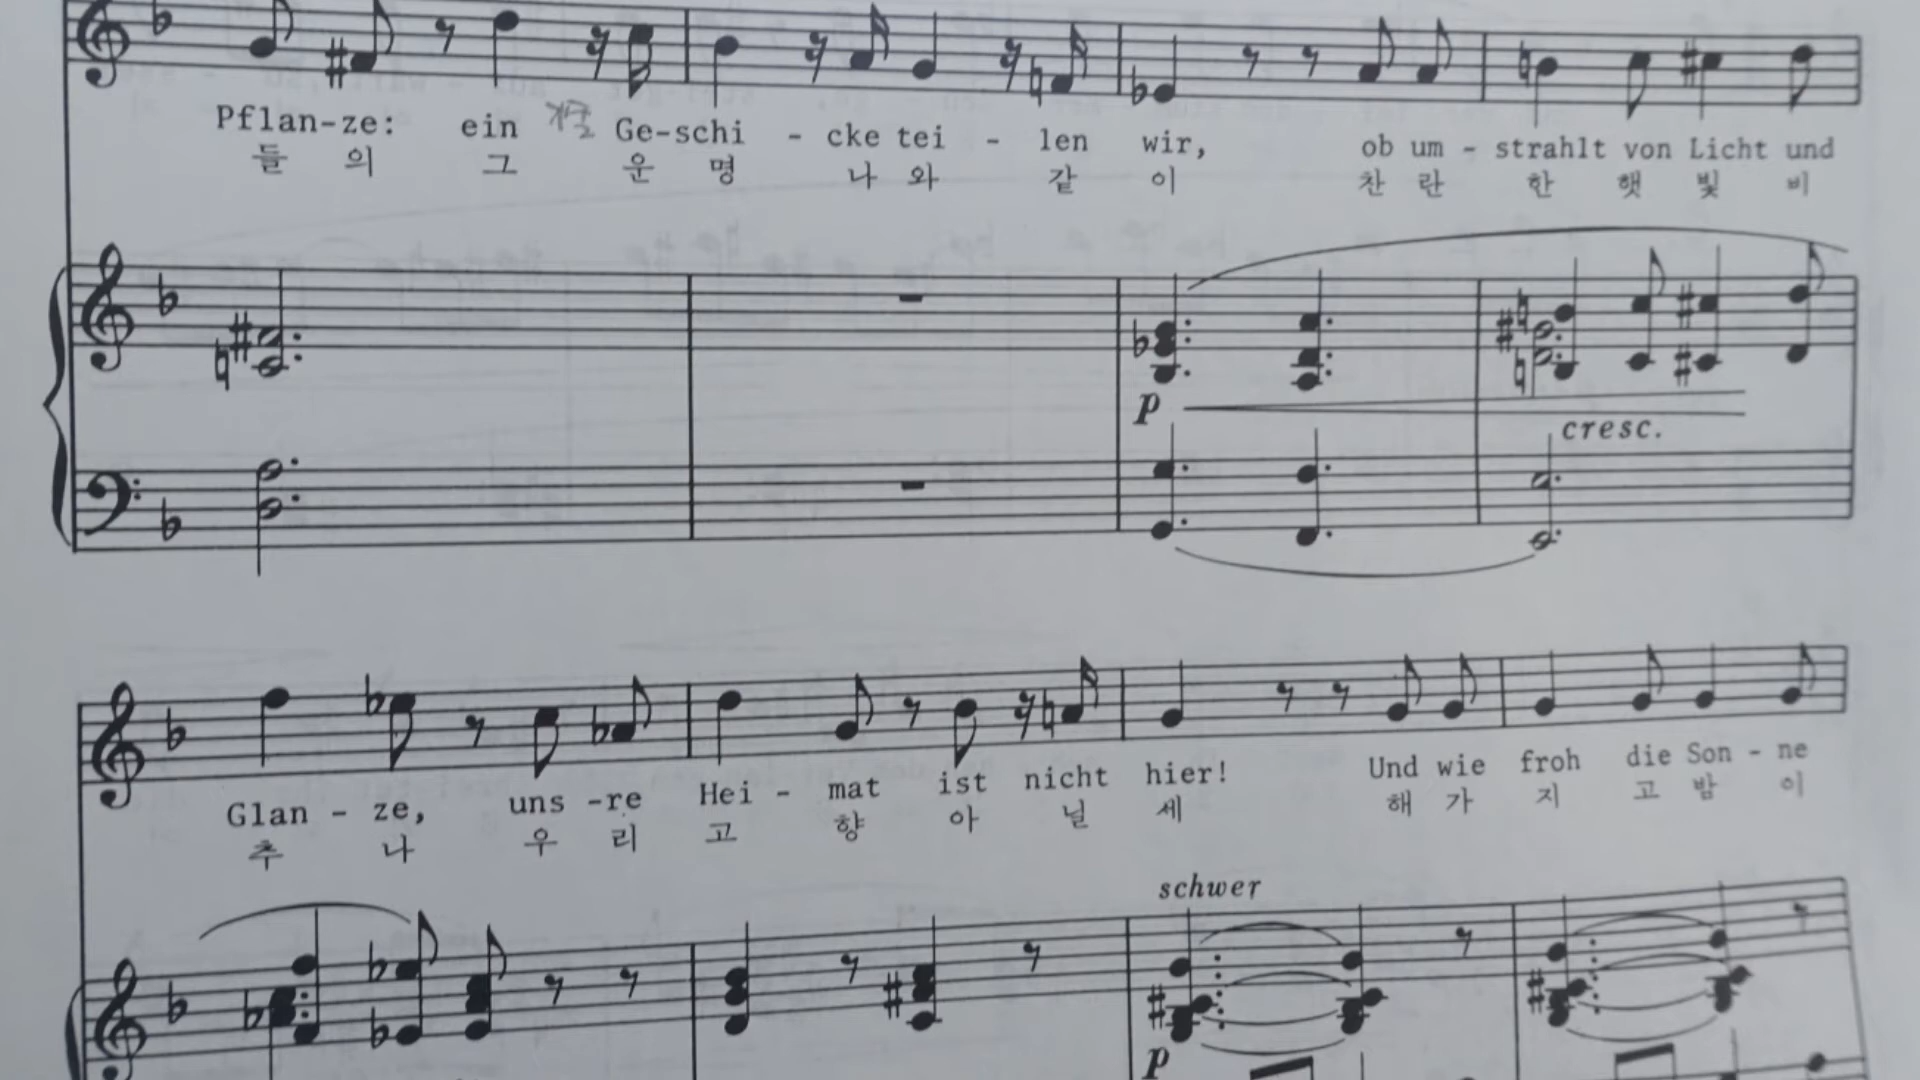 Pflan-ze: ein Ge-schi - cke tei - len wir, ob um - strahlt von Licht und
들 의 그 운 명 나 와 같 이 찬 란 한 햇 빛 비
p
cresc.
Glan - ze, uns -re Hei - mat ist nicht hier! Und wie froh die Son - ne
추 나 우 리 고 향 아 닐 세 해 가 지 고 밤 이
schwer
p